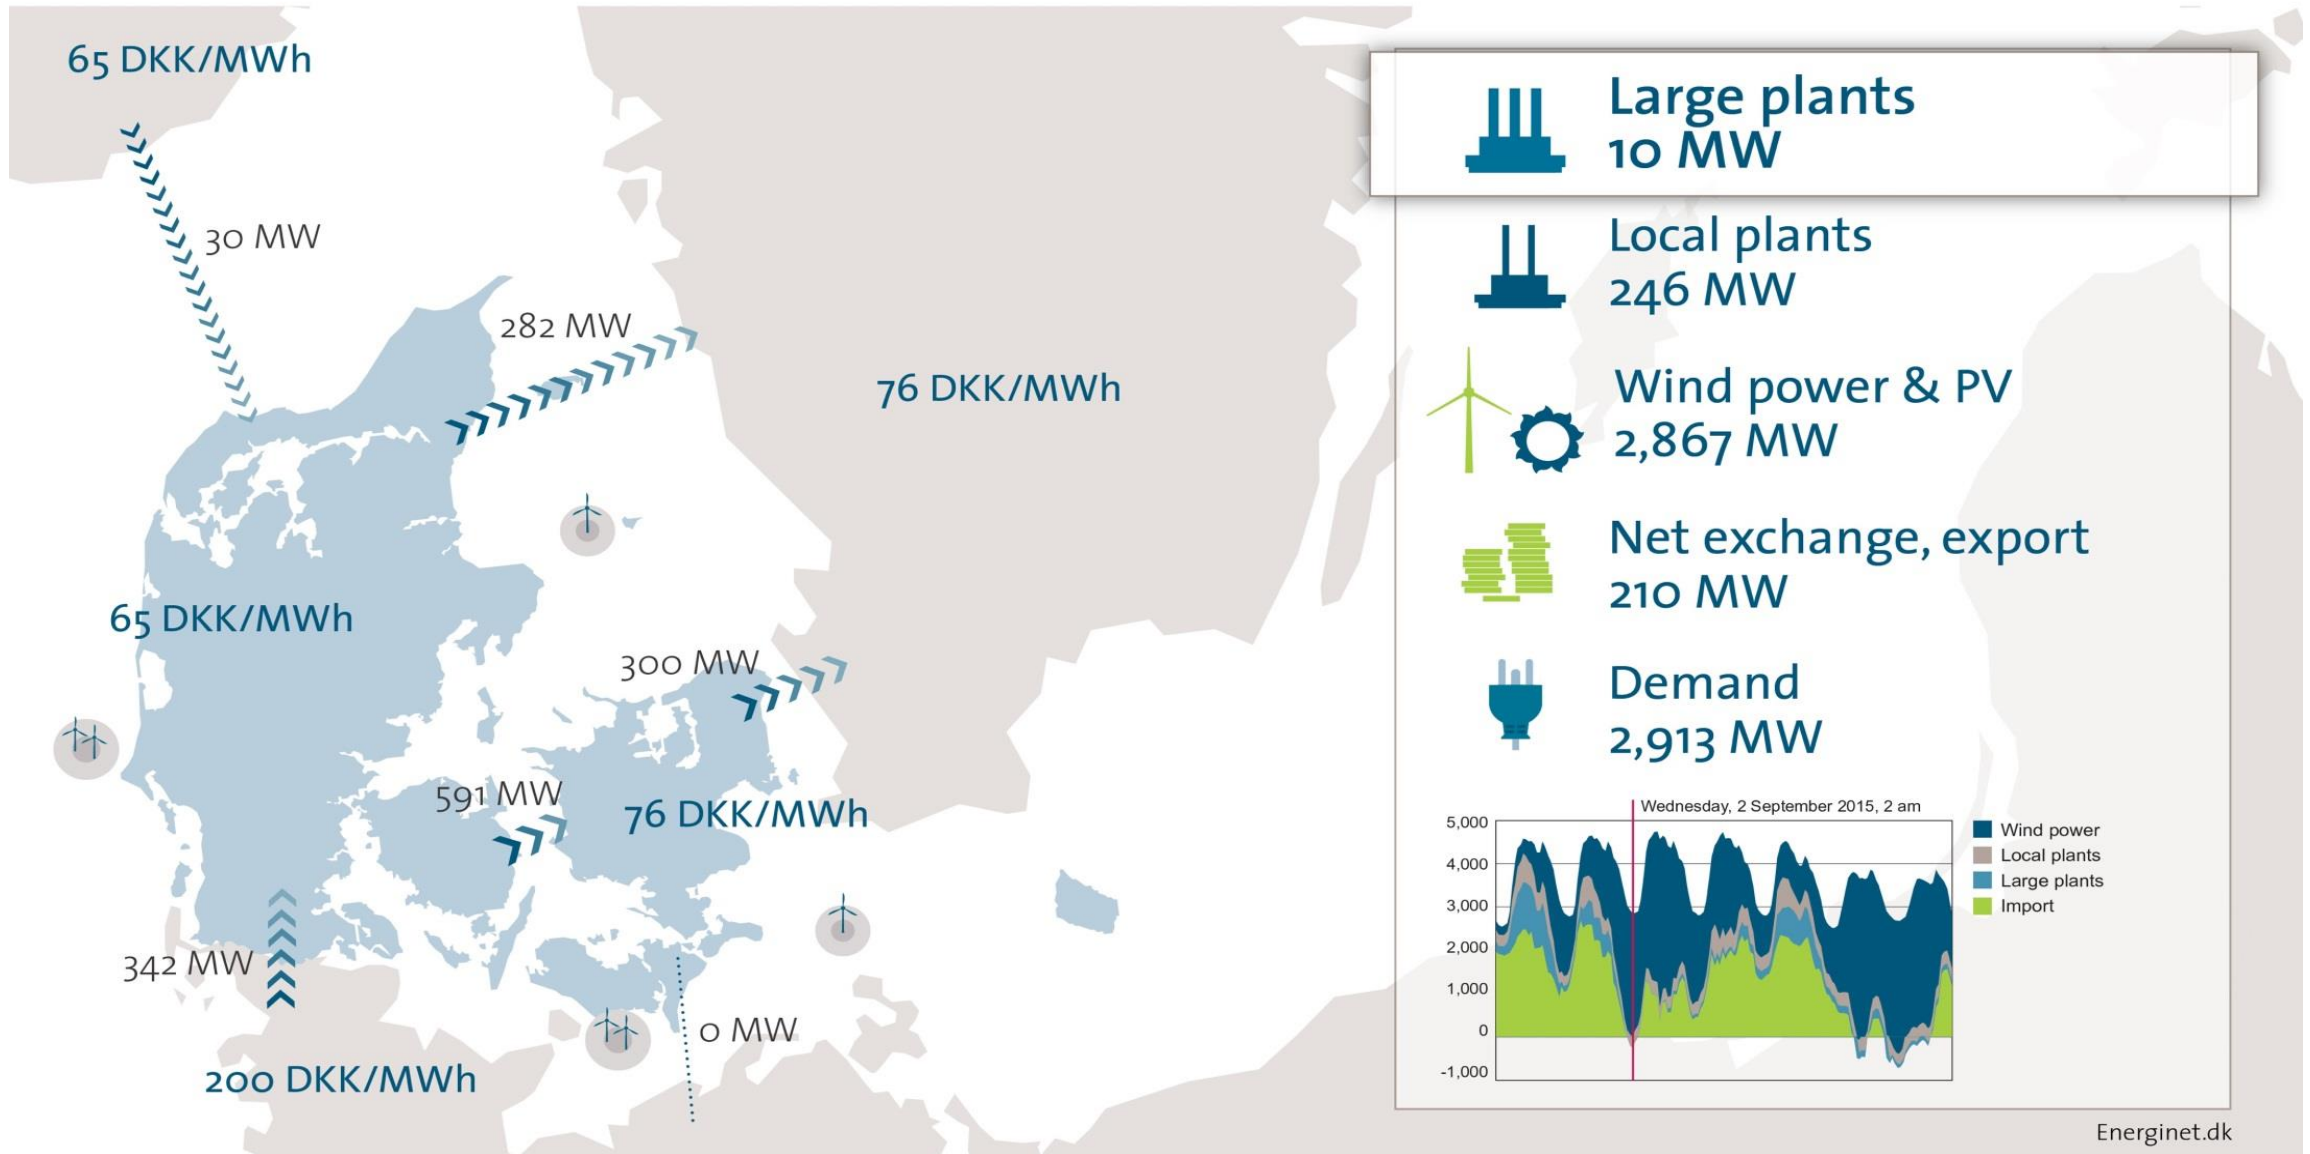 65 DKK/MWh
30 MW
282 MW
76 DKK/MWh
65 DKK/MWh
300 MW
591 MW
76 DKK/MWh
342 MW
0 MW
200 DKK/MWh
Large plants
10 MW
Local plants
246 MW
Wind power & PV
2,867 MW
Net exchange, export
210 MW
Demand
2,913 MW
Wednesday, 2 September 2015, 2 am
5,000
4,000
3,000
2,000
1,000
0
-1,000
Wind power
Local plants
Large plants
Import
Energinet.dk